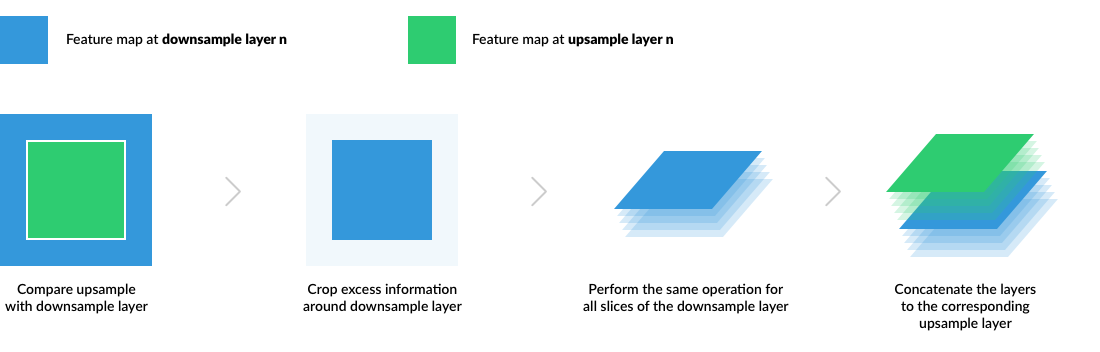 Feature map at downsample layer n
Feature map at upsample layer n
Compare upsample
with downsample layer
Crop excess information
around downsample layer
Perform the same operation for
all slices of the downsample layer
Concatenate the layers
to the corresponding
upsample layer